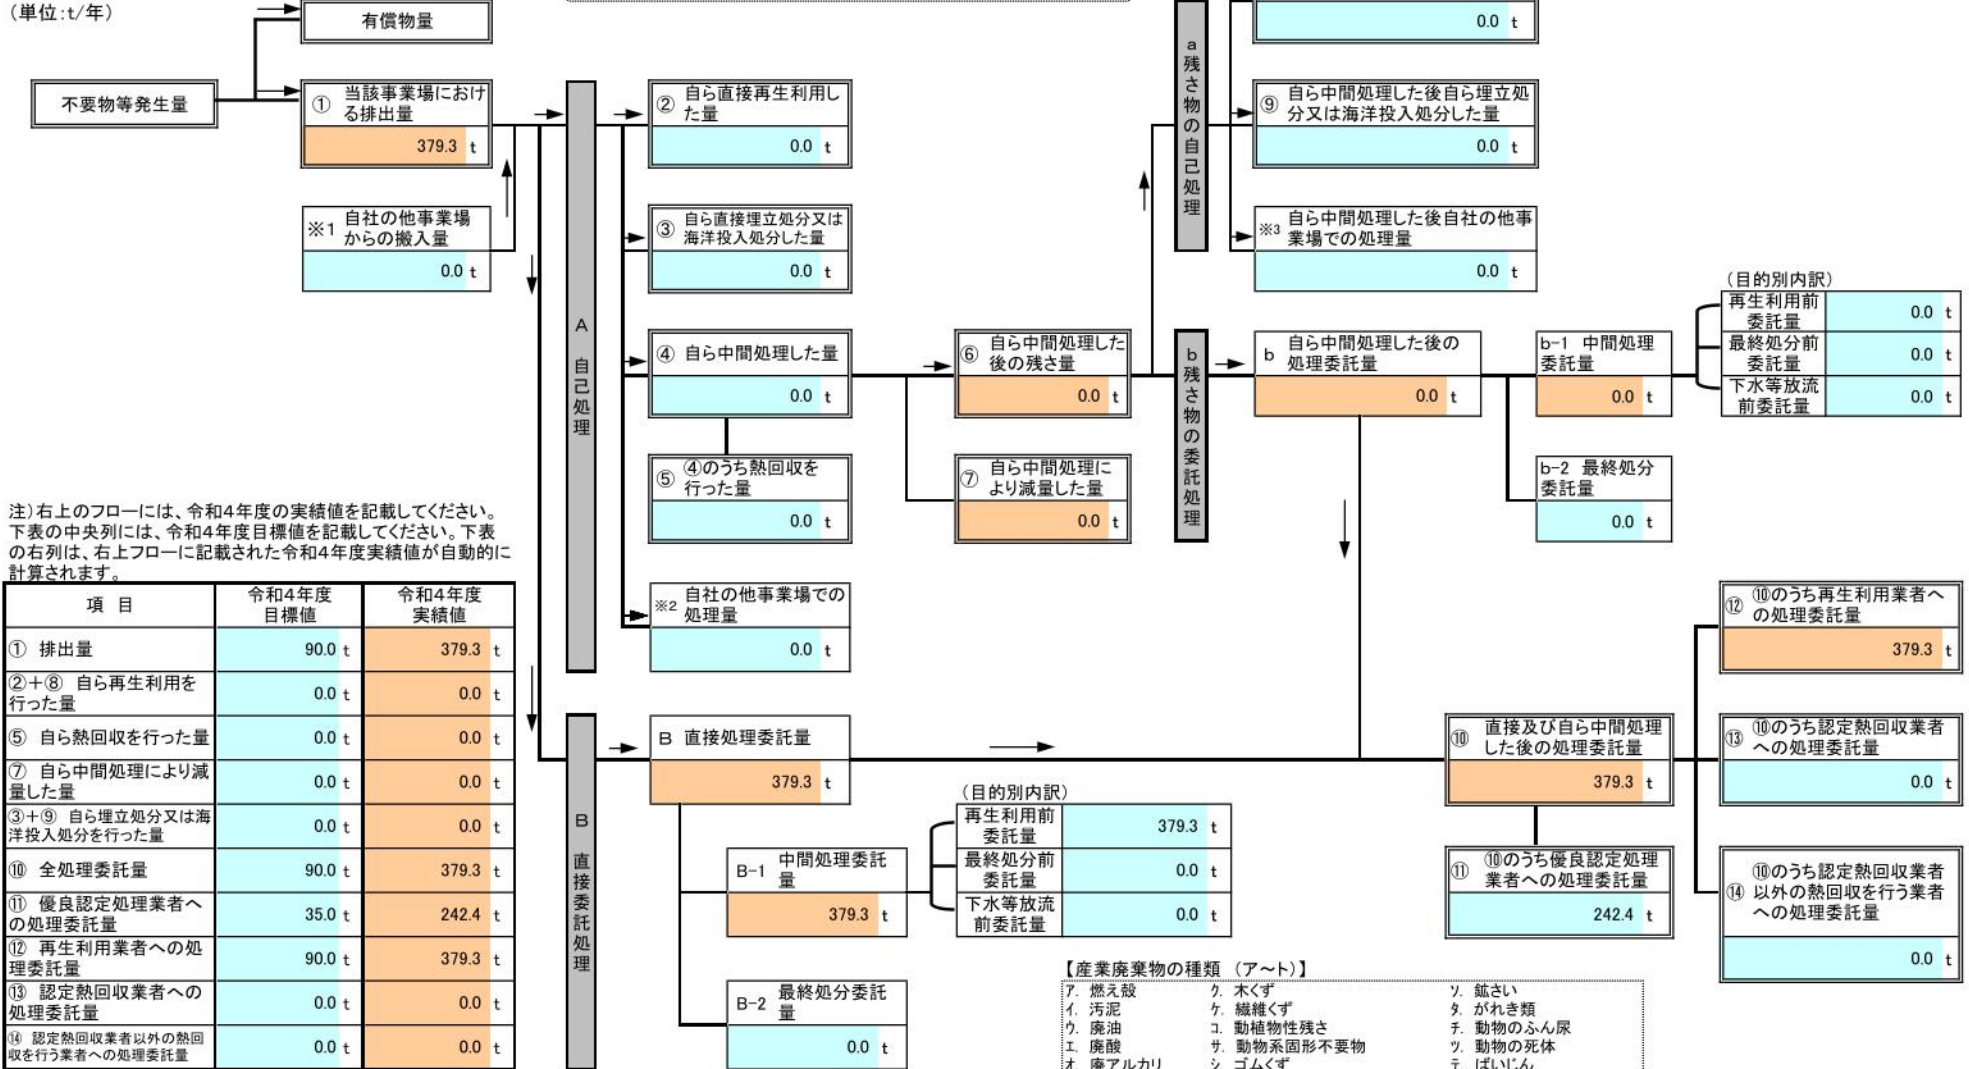 (単位:t/年)
有償物量
不要物等発生量
① 当該事業場におけ
る排出量
379.3 t
※1 自社の他事業場
からの搬入量
0.0 t
A 自己処理
② 自ら直接再生利用し
た量
0.0 t
③ 自ら直接埋立処分又は
海洋投入処分した量
0.0 t
④ 自ら中間処理した量
0.0 t
⑤ ④のうち熱回収を
行った量
0.0 t
※2 自社の他事業場での
処理量
0.0 t
⑥ 自ら中間処理した
後の残さ量
0.0 t
⑦ 自ら中間処理に
より減量した量
0.0 t
a 残さ物の自己処理
0.0 t
⑨ 自ら中間処理した後自ら埋立処
分又は海洋投入処分した量
0.0 t
※3 自ら中間処理した後自社の他事
業場での処理量
0.0 t
b 残さ物の委託処理
b 自ら中間処理した後の
処理委託量
0.0 t
b-1 中間処理
委託量
0.0 t
b-2 最終処分
委託量
0.0 t
(目的別内訳)
再生利用前
委託量
0.0 t
最終処分前
委託量
0.0 t
下水等放流
前委託量
0.0 t
注)右上のフローには、令和4年度の実績値を記載してください。
下表の中央列には、令和4年度目標値を記載してください。下表
の右列は、右上フローに記載された令和4年度実績値が自動的に
計算されます。
項 目
令和4年度
目標値
令和4年度
実績値
① 排出量 90.0 t 379.3 t
②+⑧ 自ら再生利用を
行った量
0.0 t 0.0 t
⑤ 自ら熱回収を行った量 0.0 t 0.0 t
⑦ 自ら中間処理により減
量した量
0.0 t 0.0 t
③+⑨ 自ら埋立処分又は海
洋投入処分を行った量
0.0 t 0.0 t
⑩ 全処理委託量 90.0 t 379.3 t
⑪ 優良認定処理業者へ
の処理委託量
35.0 t 242.4 t
⑫ 再生利用業者への処
理委託量
90.0 t 379.3 t
⑬ 認定熱回収業者への
処理委託量
0.0 t 0.0 t
⑭ 認定熱回収業者以外の熱回
収を行う業者への処理委託量
0.0 t 0.0 t
B 直接委託処理
B 直接処理委託量
379.3 t
B-1 中間処理委託
量
379.3 t
B-2 最終処分委託
量
0.0 t
(目的別内訳)
再生利用前
委託量
379.3 t
最終処分前
委託量
0.0 t
下水等放流
前委託量
0.0 t
⑩ 直接及び自ら中間処理
した後の処理委託量
379.3 t
⑪ ⑩のうち優良認定処理
業者への処理委託量
242.4 t
⑫ ⑩のうち再生利用業者へ
の処理委託量
379.3 t
⑬ ⑩のうち認定熱回収業者
への処理委託量
0.0 t
⑭ ⑩のうち認定熱回収業者
以外の熱回収を行う業者
への処理委託量
0.0 t
【産業廃棄物の種類 (ア~ト)】
ア. 燃え殻 ク. 木くず ソ. 鉱さい
イ. 汚泥 ケ. 繊維くず タ. がれき類
ウ. 廃油 コ. 動植物性残さ チ. 動物のふん尿
エ. 廃酸 サ. 動物系固形不要物 ツ. 動物の死体
オ. 廃アルカリ シ. ゴムくず テ. ばいじん